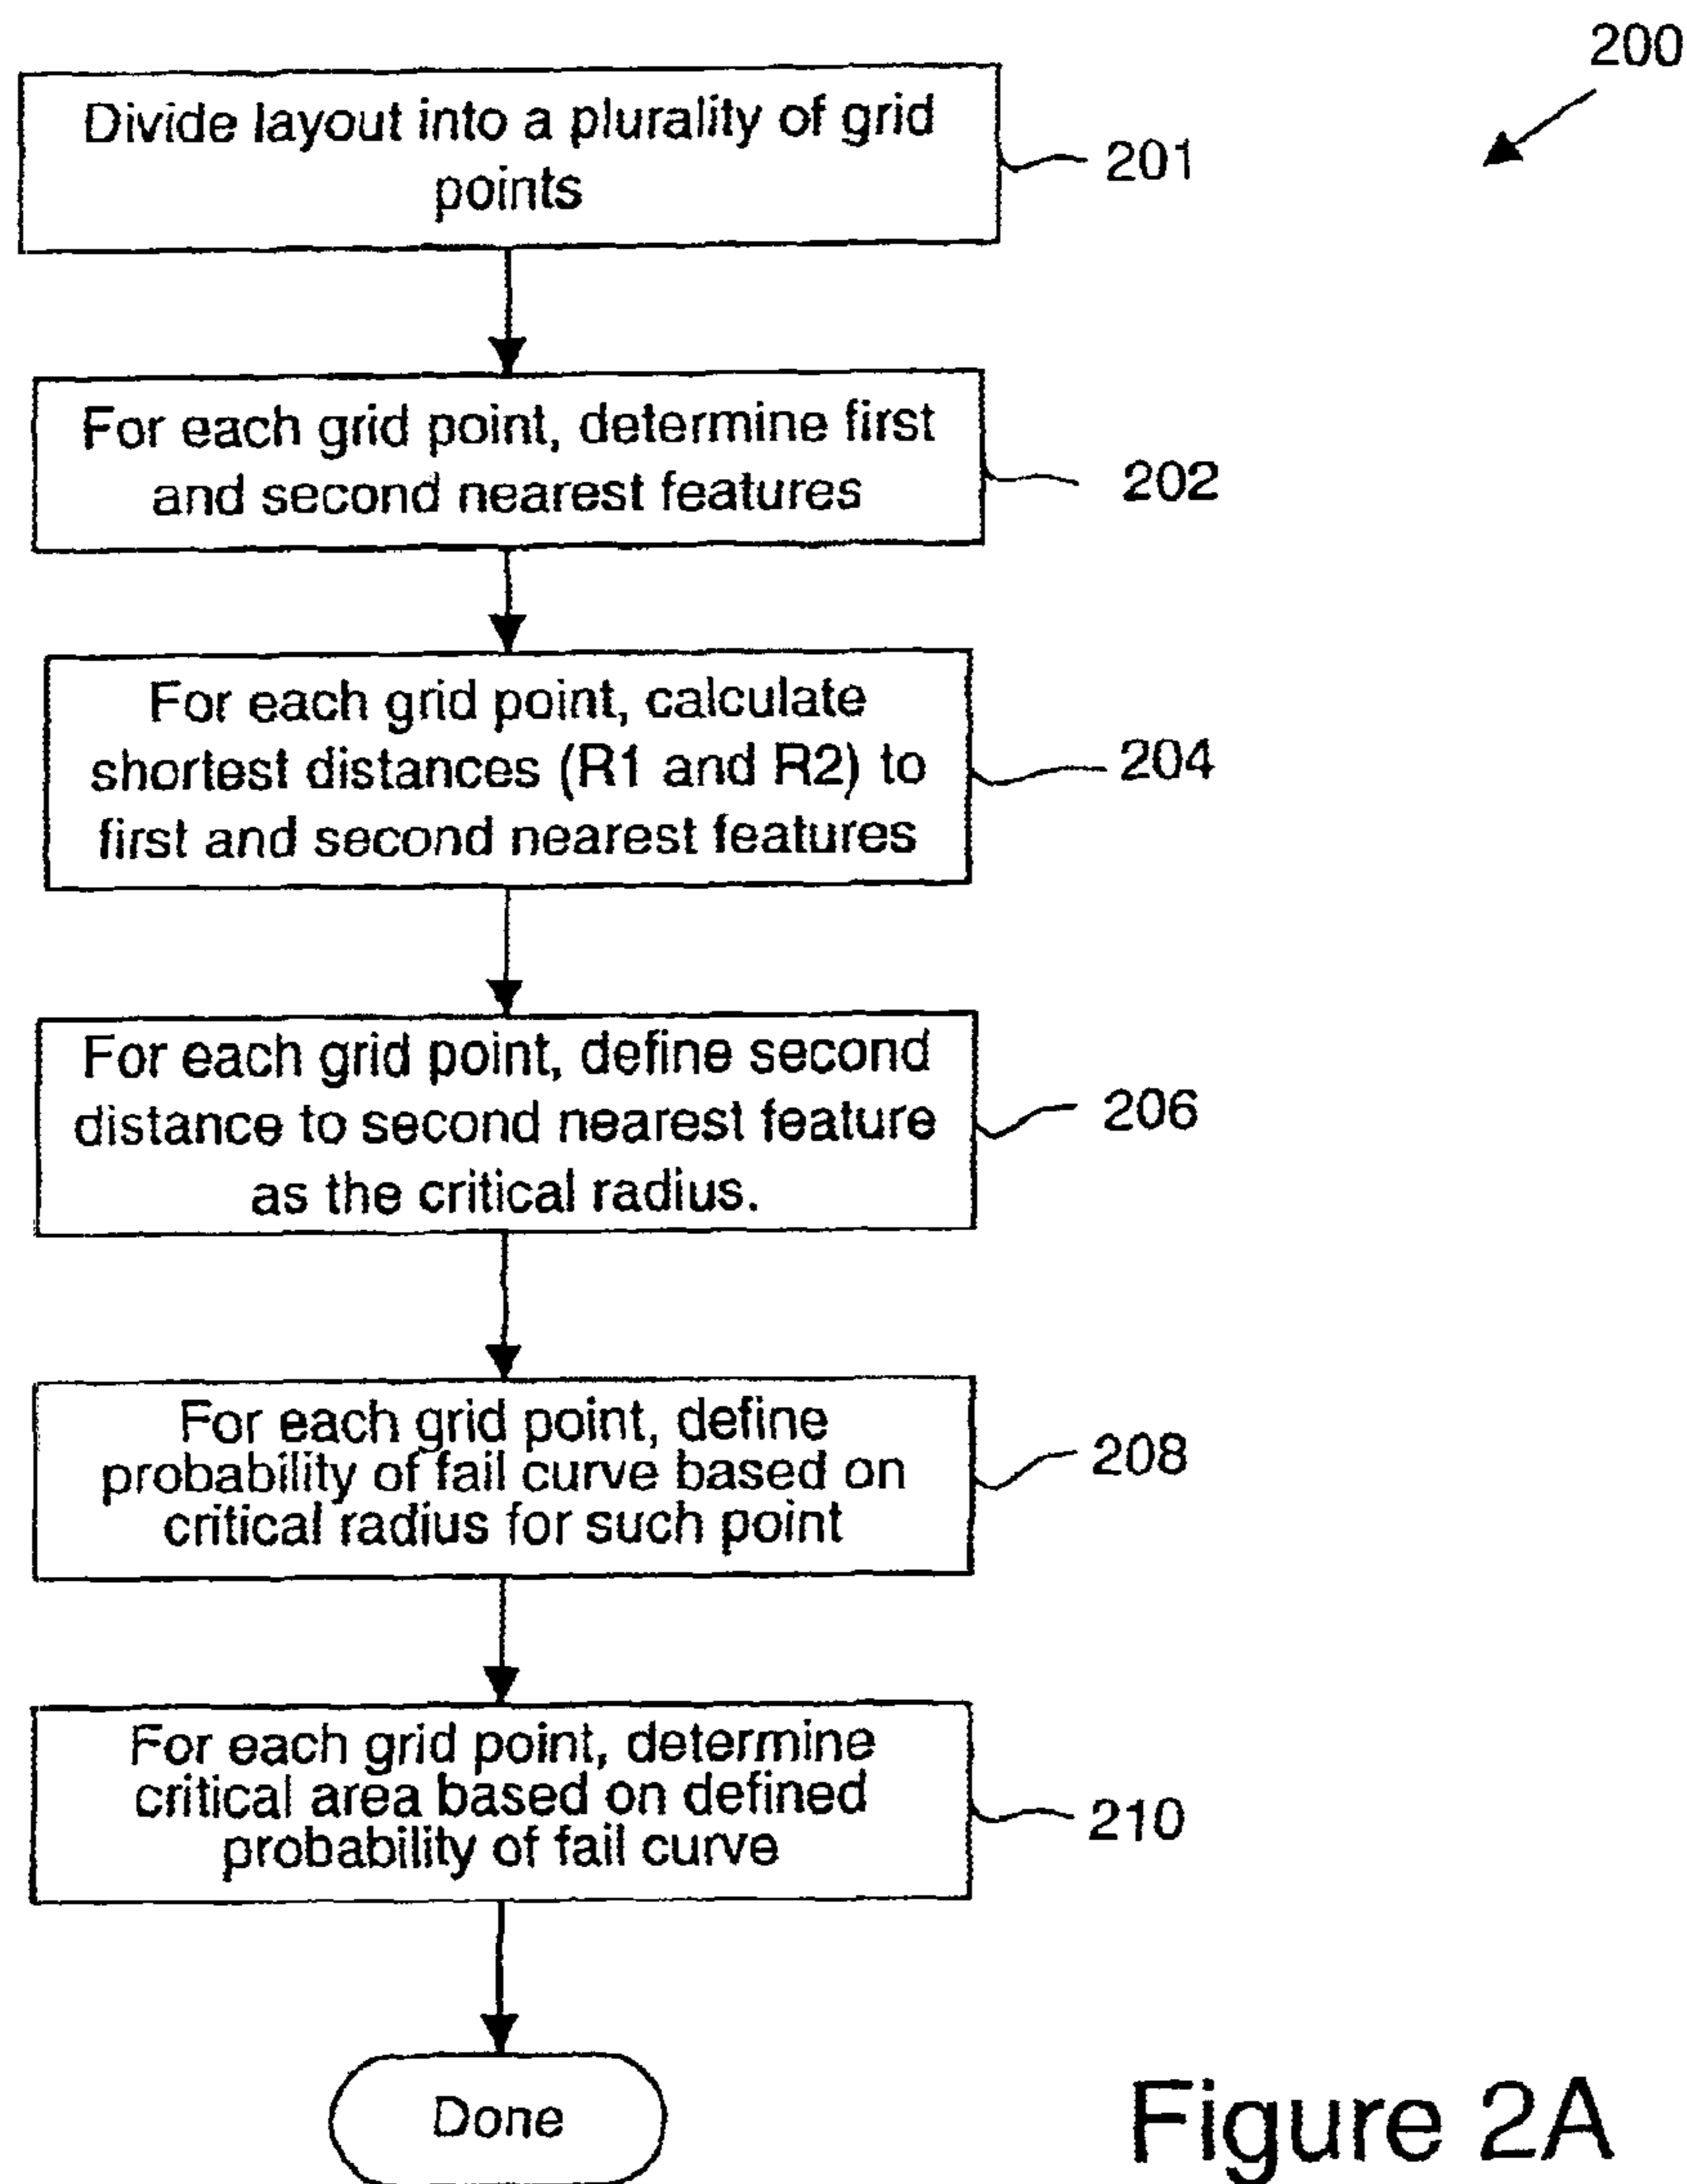 200
Divide layout into a plurality of grid
points
201
For each grid point, determine first
and second nearest features
202
For each grid point, calculate
shortest distances (R1 and R2) to
first and second nearest features
204
For each grid point, define second
distance to second nearest feature
as the critical radius.
206
For each grid point, define
probability of fail curve based on
critical radius for such point
208
For each grid point, determine
critical area based on defined
probability of fail curve
210
Done
Figure 2A